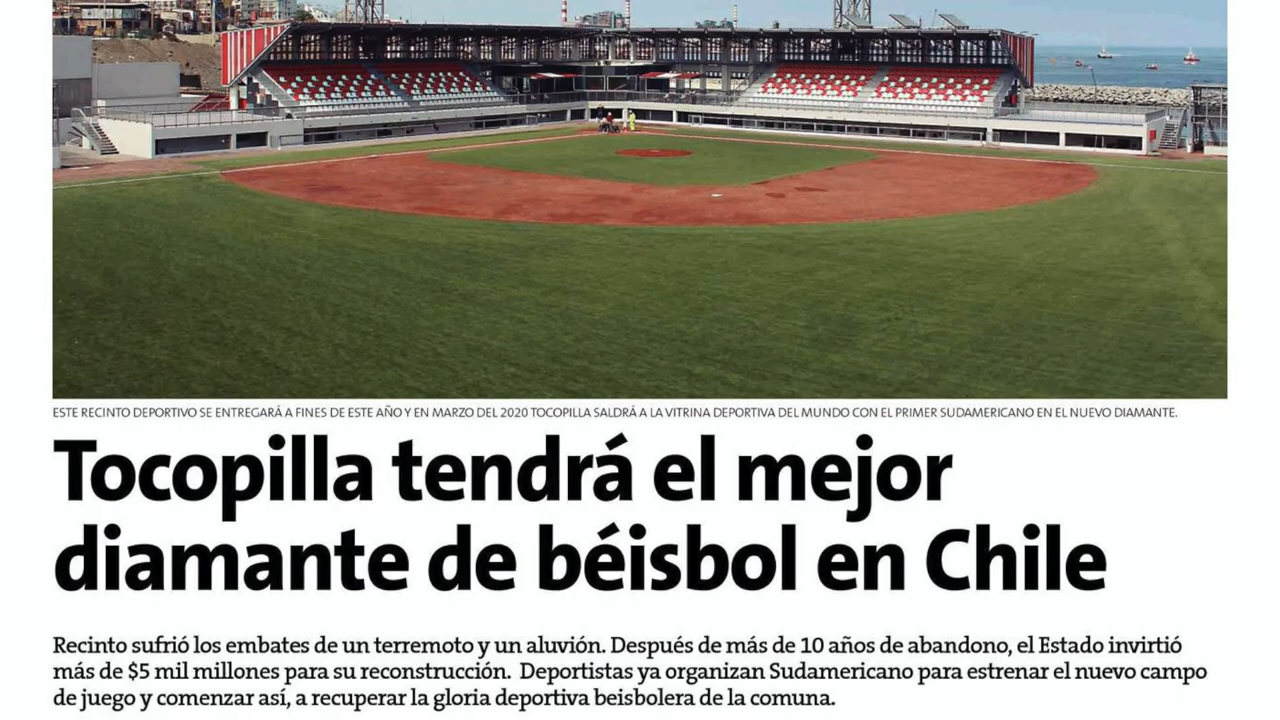 ESTE RECINTO DEPORTIVO SE ENTREGARÁ A FINES DE ESTE AÑO Y EN MARZO DEL 2020 TOCOPILLA SALDRÁ A LA VITRINA DEPORTIVA DEL MUNDO CON EL PRIMER SUDAMERICANO EN EL NUEVO DIAMANTE.
Tocopilla tendrá el mejor
diamante de béisbol en Chile
Recinto sufrió los embates de un terremoto y un aluvión. Después de más de 10 años de abandono, el Estado invirtió
más de $5 mil millones para su reconstrucción. Deportistas ya organizan Sudamericano para estrenar el nuevo campo
de juego y comenzar así, a recuperar la gloria deportiva beisbolera de la comuna.